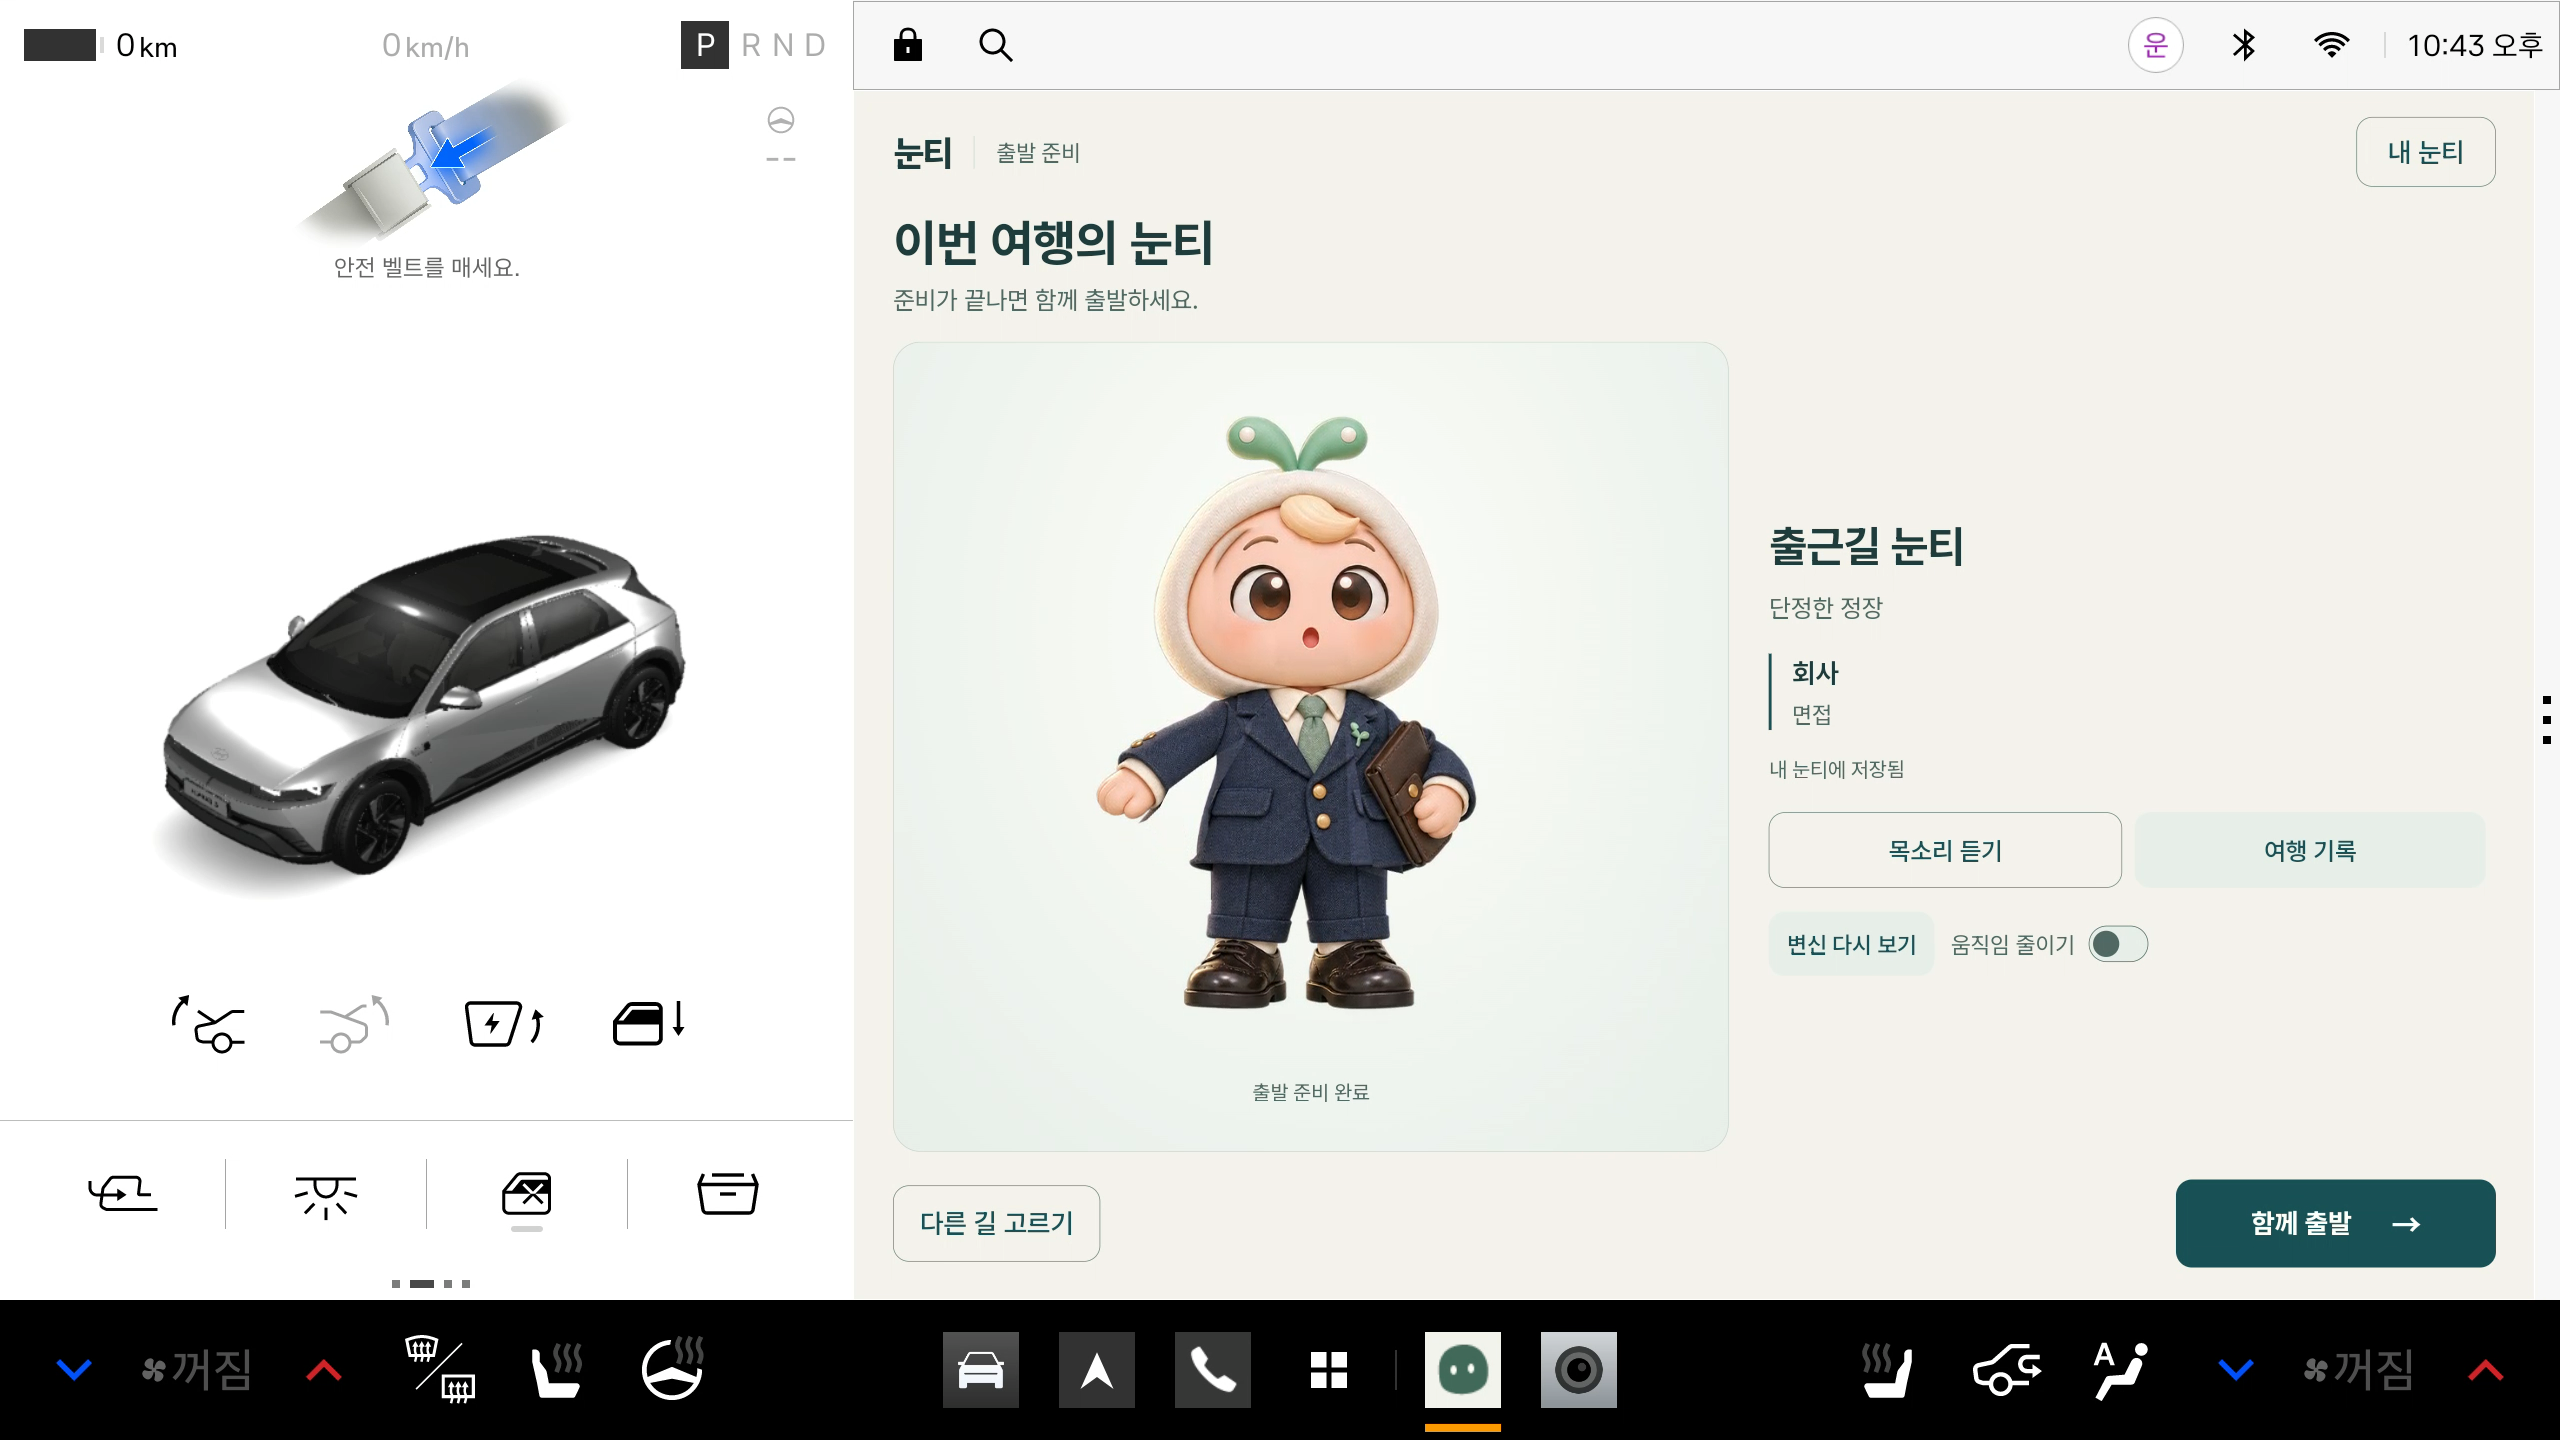 0 km
0 km/h
P R N D
안전 벨트를 매세요.
운
10:43 오후
눈티
출발 준비
내 눈티
이번 여행의 눈티
준비가 끝나면 함께 출발하세요.
출근길 눈티
단정한 정장
회사
면접
내 눈티에 저장됨
목소리 듣기
여행 기록
변신 다시 보기
움직임 줄이기
출발 준비 완료
다른 길 고르기
함께 출발 →
꺼짐
A
꺼짐